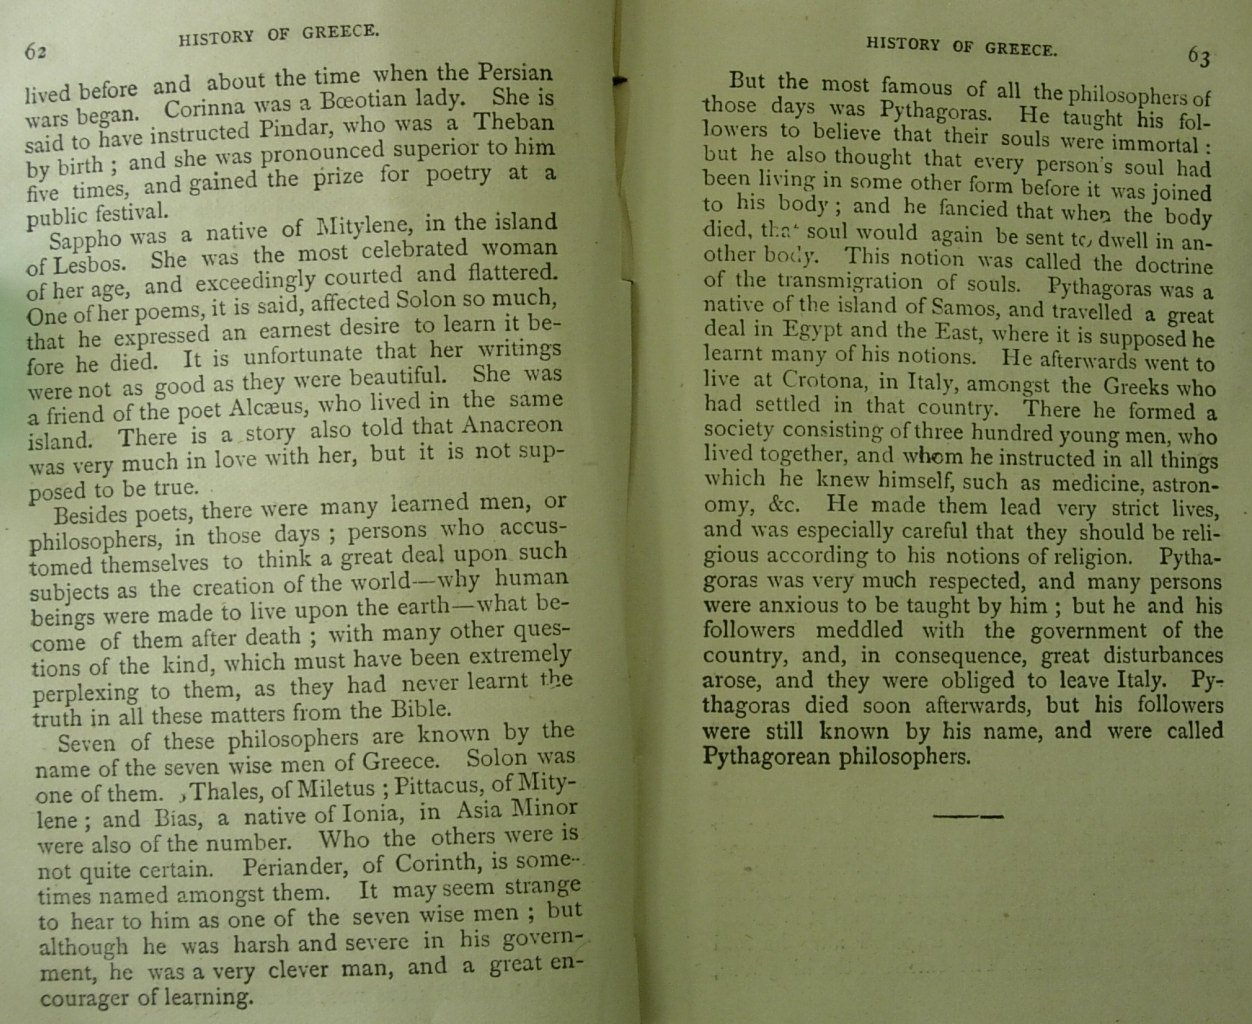 62
HISTORY OF GREECE.
lived before and about the time when the Persian
wars began. Corinna was a Bœotian lady. She is
said to have instructed Pindar, who was a Theban
by birth ; and she was pronounced superior to him
five times, and gained the prize for poetry at a
public festival.
Sappho was a native of Mitylene, in the island
of Lesbos. She was the most celebrated woman
of her age, and exceedingly courted and flattered.
One of her poems, it is said, affected Solon so much,
that he expressed an earnest desire to learn it be-
fore he died. It is unfortunate that her writings
were not as good as they were beautiful. She was
a friend of the poet Alcæus, who lived in the same
island. There is a story also told that Anacreon
was very much in love with her, but it is not sup-
posed to be true.
Besides poets, there were many learned men, or
philosophers, in those days ; persons who accus-
tomed themselves to think a great deal upon such
subjects as the creation of the world—why human
beings were made to live upon the earth—what be-
come of them after death ; with many other ques-
tions of the kind, which must have been extremely
perplexing to them, as they had never learnt the
truth in all these matters from the Bible.
Seven of these philosophers are known by the
name of the seven wise men of Greece. Solon was
one of them. Thales, of Miletus ; Pittacus, of Mity-
lene ; and Bias, a native of Ionia, in Asia Minor
were also of the number. Who the others were is
not quite certain. Periander, of Corinth, is some-
times named amongst them. It may seem strange
to hear to him as one of the seven wise men ; but
although he was harsh and severe in his govern-
ment, he was a very clever man, and a great en-
courager of learning.
HISTORY OF GREECE.
63
But the most famous of all the philosophers of
those days was Pythagoras. He taught his fol-
lowers to believe that their souls were immortal :
but he also thought that every person's soul had
been living in some other form before it was joined
to his body ; and he fancied that when the body
died, that soul would again be sent to dwell in an-
other body. This notion was called the doctrine
of the transmigration of souls. Pythagoras was a
native of the island of Samos, and travelled a great
deal in Egypt and the East, where it is supposed he
learnt many of his notions. He afterwards went to
live at Crotona, in Italy, amongst the Greeks who
had settled in that country. There he formed a
society consisting of three hundred young men, who
lived together, and whom he instructed in all things
which he knew himself, such as medicine, astron-
omy, &c. He made them lead very strict lives,
and was especially careful that they should be reli-
gious according to his notions of religion. Pytha-
goras was very much respected, and many persons
were anxious to be taught by him ; but he and his
followers meddled with the government of the
country, and, in consequence, great disturbances
arose, and they were obliged to leave Italy. Py-
thagoras died soon afterwards, but his followers
were still known by his name, and were called
Pythagorean philosophers.